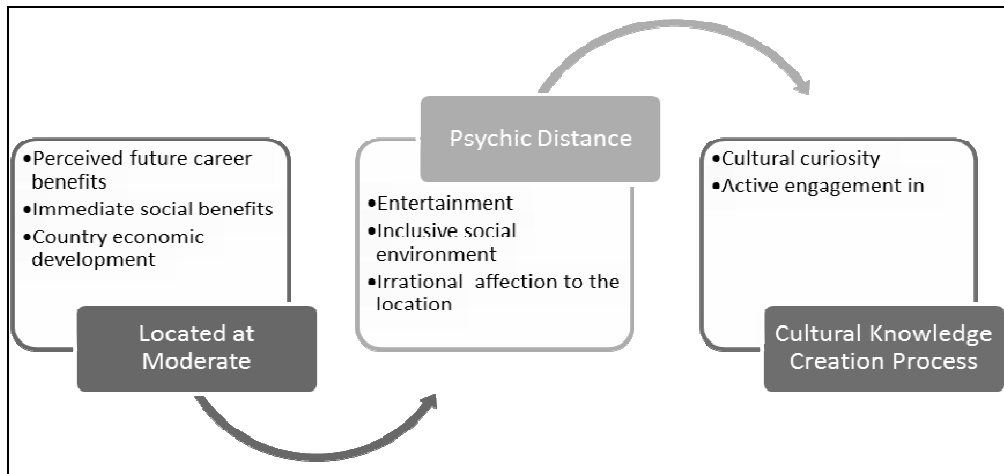 •Perceived future career
benefits
•Immediate social benefits
•Country economic
development
Located at
Moderate
Psychic Distance
•Entertainment
•Inclusive social
environment
•Irrational affection to the
location
•Cultural curiosity
•Active engagement in
Cultural Knowledge
Creation Process